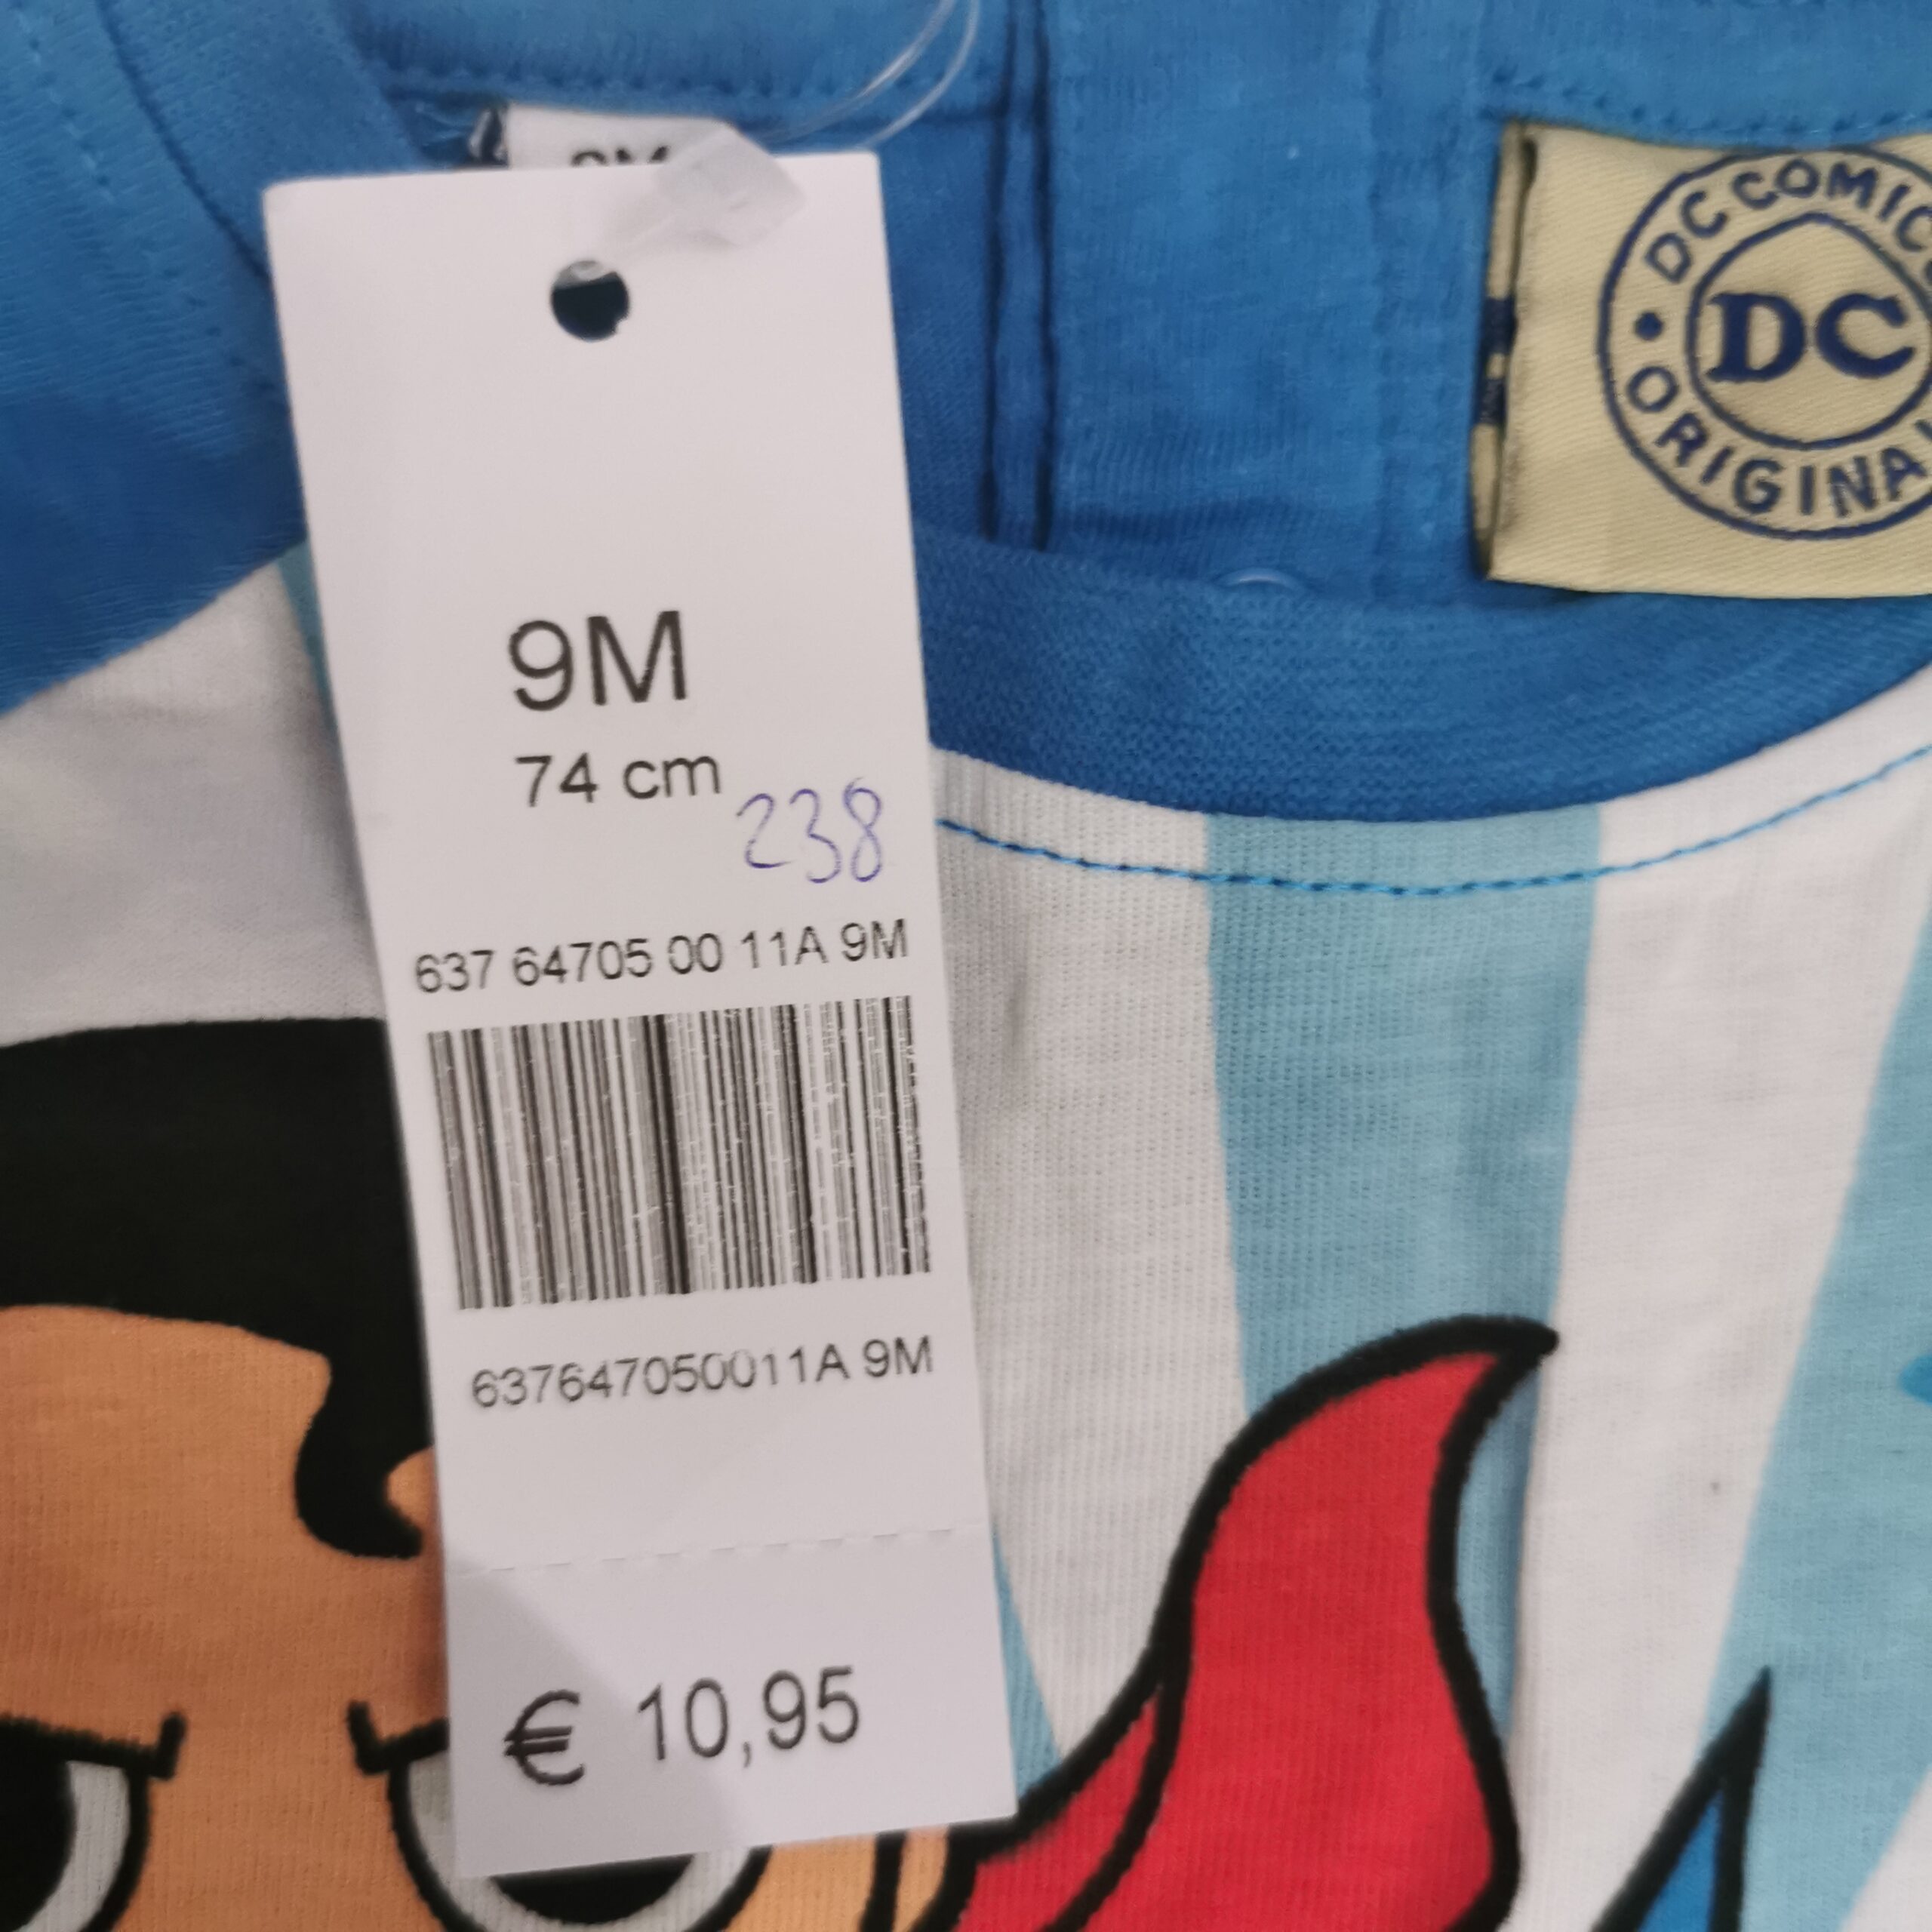 9M
74 cm
238
637 64705 00 11A 9M
637647050011A 9M
€ 10,95
DC COMICS
DC
ORIGINAL